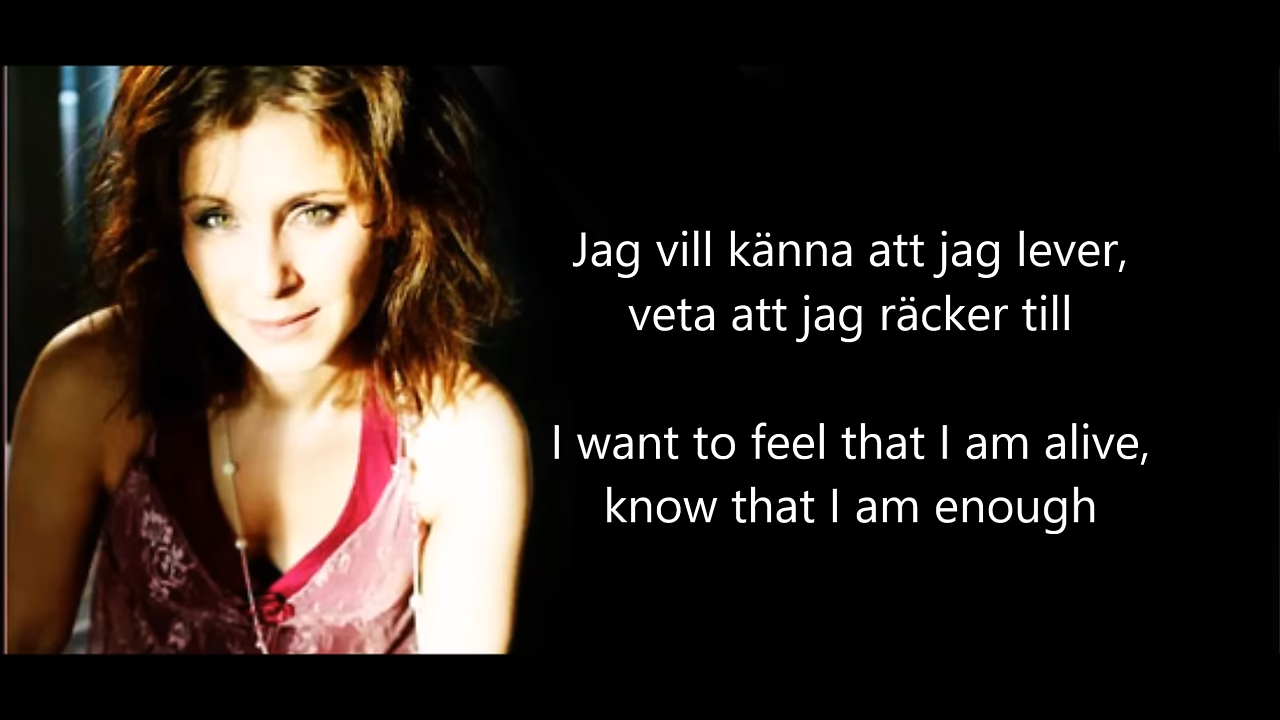 Jag vill känna att jag lever,
veta att jag räcker till
I want to feel that I am alive,
know that I am enough